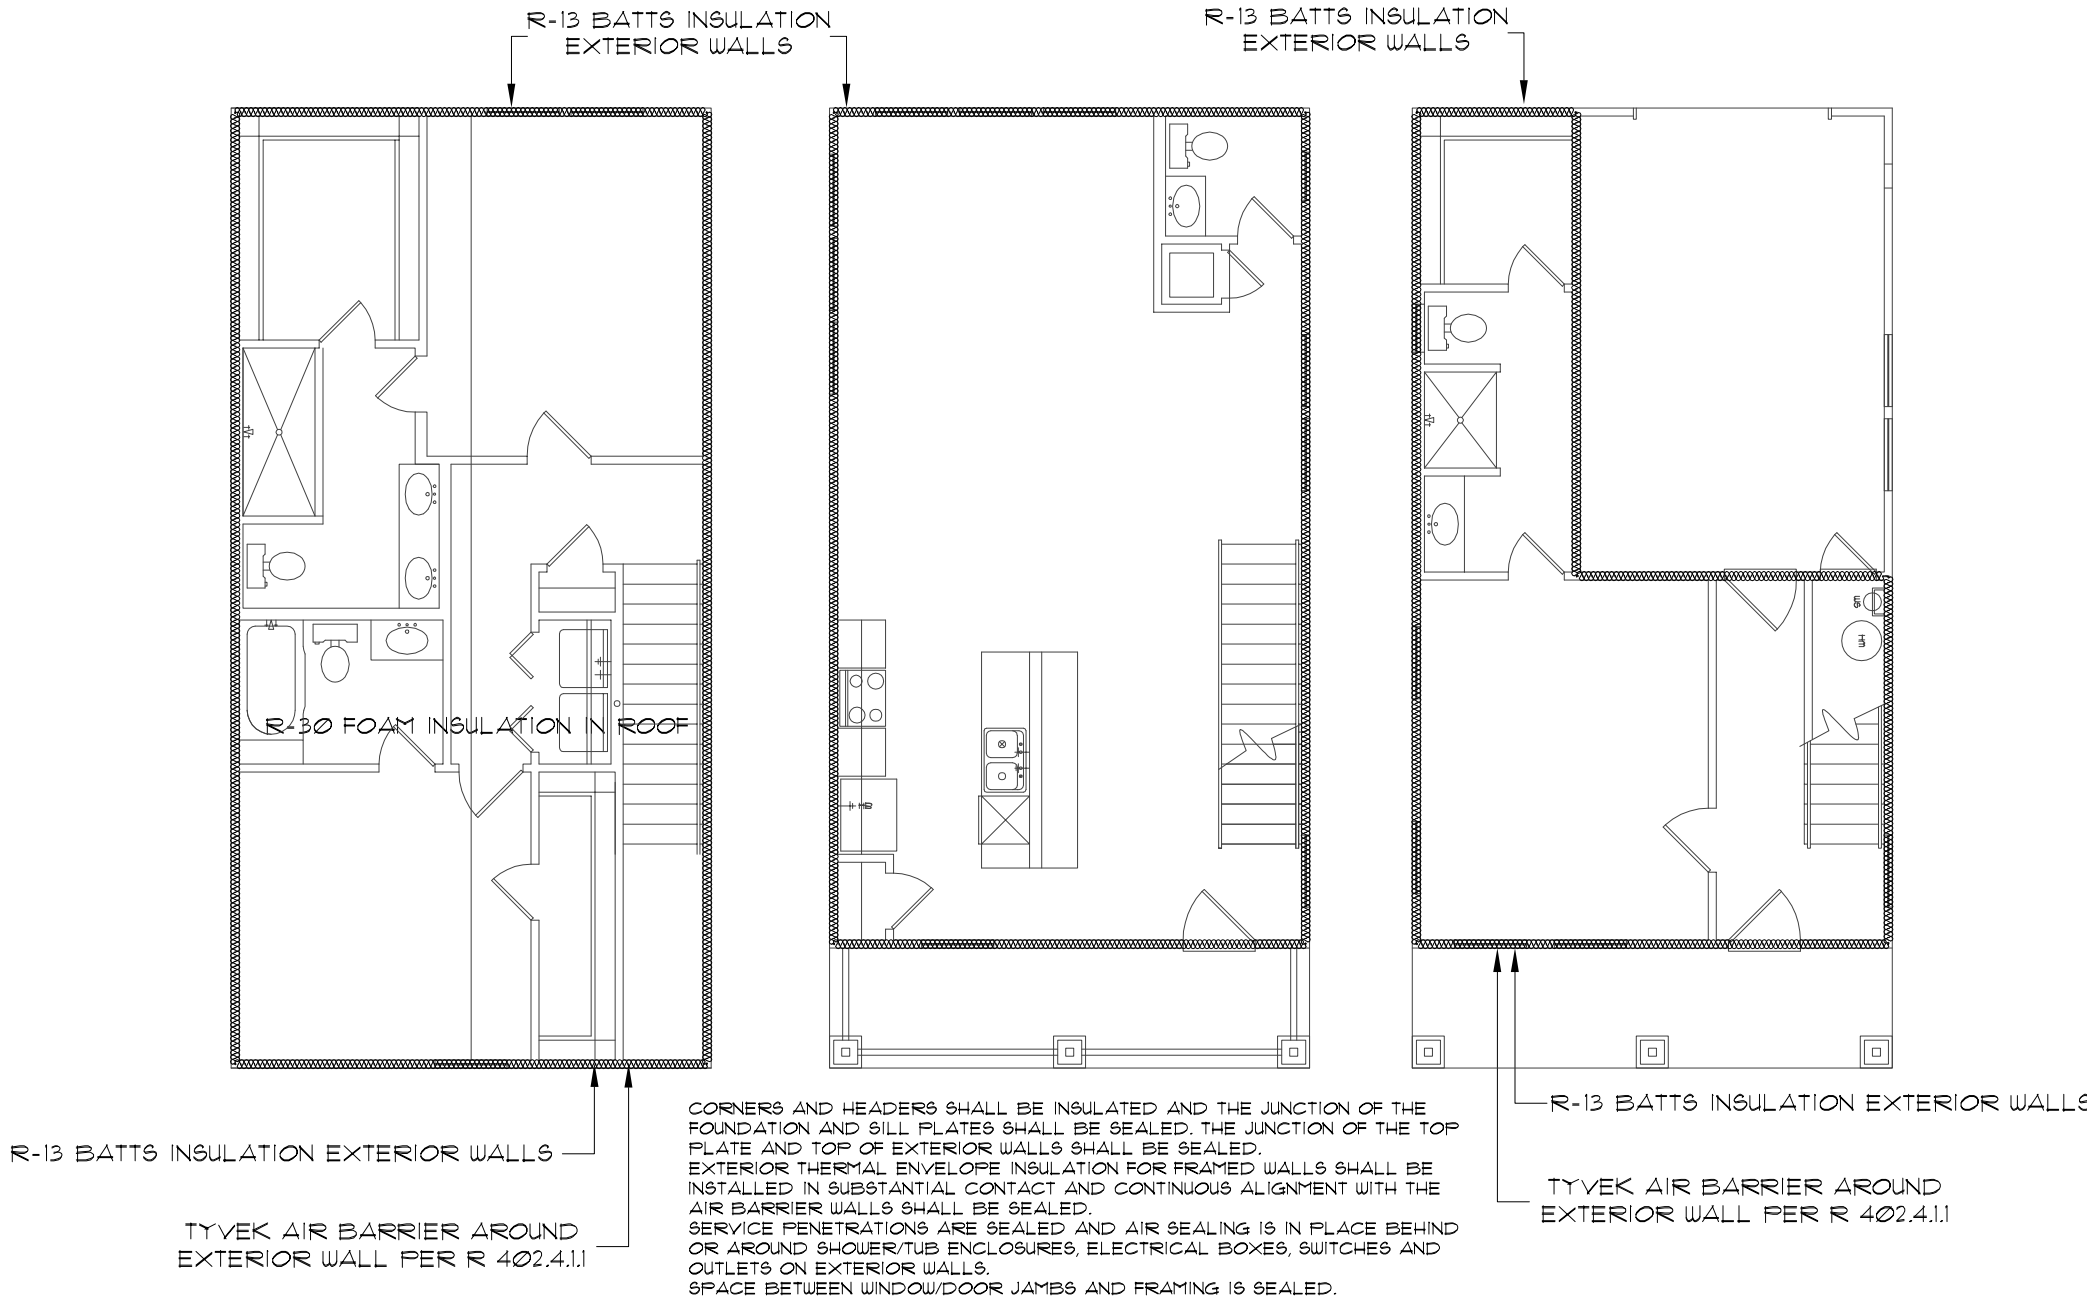 R-13 BATTS INSULATION
EXTERIOR WALLS
R-13 BATTS INSULATION
EXTERIOR WALLS
WS
HW
R-30 FOAM INSULATION IN ROOF
R-13 BATTS INSULATION EXTERIOR WALLS
TYVEK AIR BARRIER AROUND
EXTERIOR WALL PER R 402.4.1.1
CORNERS AND HEADERS SHALL BE INSULATED AND THE JUNCTION OF THE
FOUNDATION AND SILL PLATES SHALL BE SEALED. THE JUNCTION OF THE TOP
PLATE AND TOP OF EXTERIOR WALLS SHALL BE SEALED.
EXTERIOR THERMAL ENVELOPE INSULATION FOR FRAMED WALLS SHALL BE
INSTALLED IN SUBSTANTIAL CONTACT AND CONTINUOUS ALIGNMENT WITH THE
AIR BARRIER WALLS SHALL BE SEALED.
SERVICE PENETRATIONS ARE SEALED AND AIR SEALING IS IN PLACE BEHIND
OR AROUND SHOWER/TUB ENCLOSURES, ELECTRICAL BOXES, SWITCHES AND
OUTLETS ON EXTERIOR WALLS.
SPACE BETWEEN WINDOW/DOOR JAMBS AND FRAMING IS SEALED.
R-13 BATTS INSULATION EXTERIOR WALLS
TYVEK AIR BARRIER AROUND
EXTERIOR WALL PER R 402.4.1.1